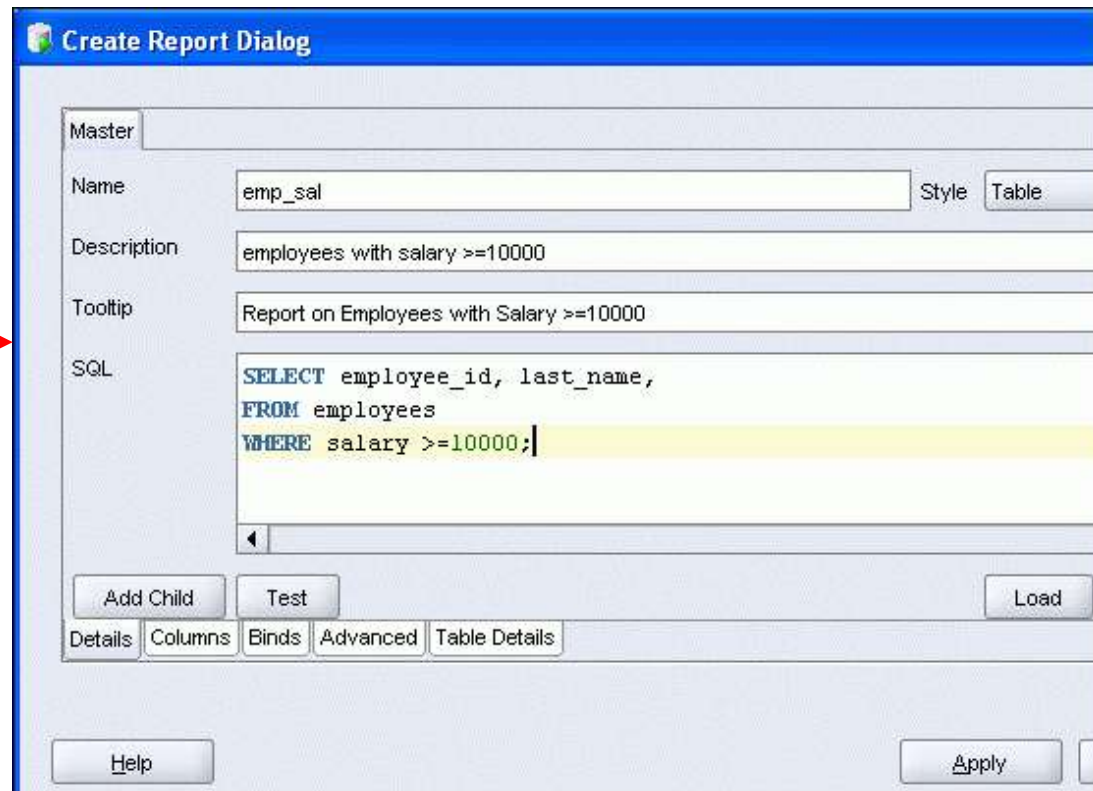 Create Report Dialog
Master
Name
emp_sal
Style
Table
Description
employees with salary >=10000
Tooltip
Report on Employees with Salary >=10000
SQL
SELECT employee_id, last_name,
FROM employees
WHERE salary >=10000;
Add Child
Test
Load
Details
Columns
Binds
Advanced
Table Details
Help
Apply